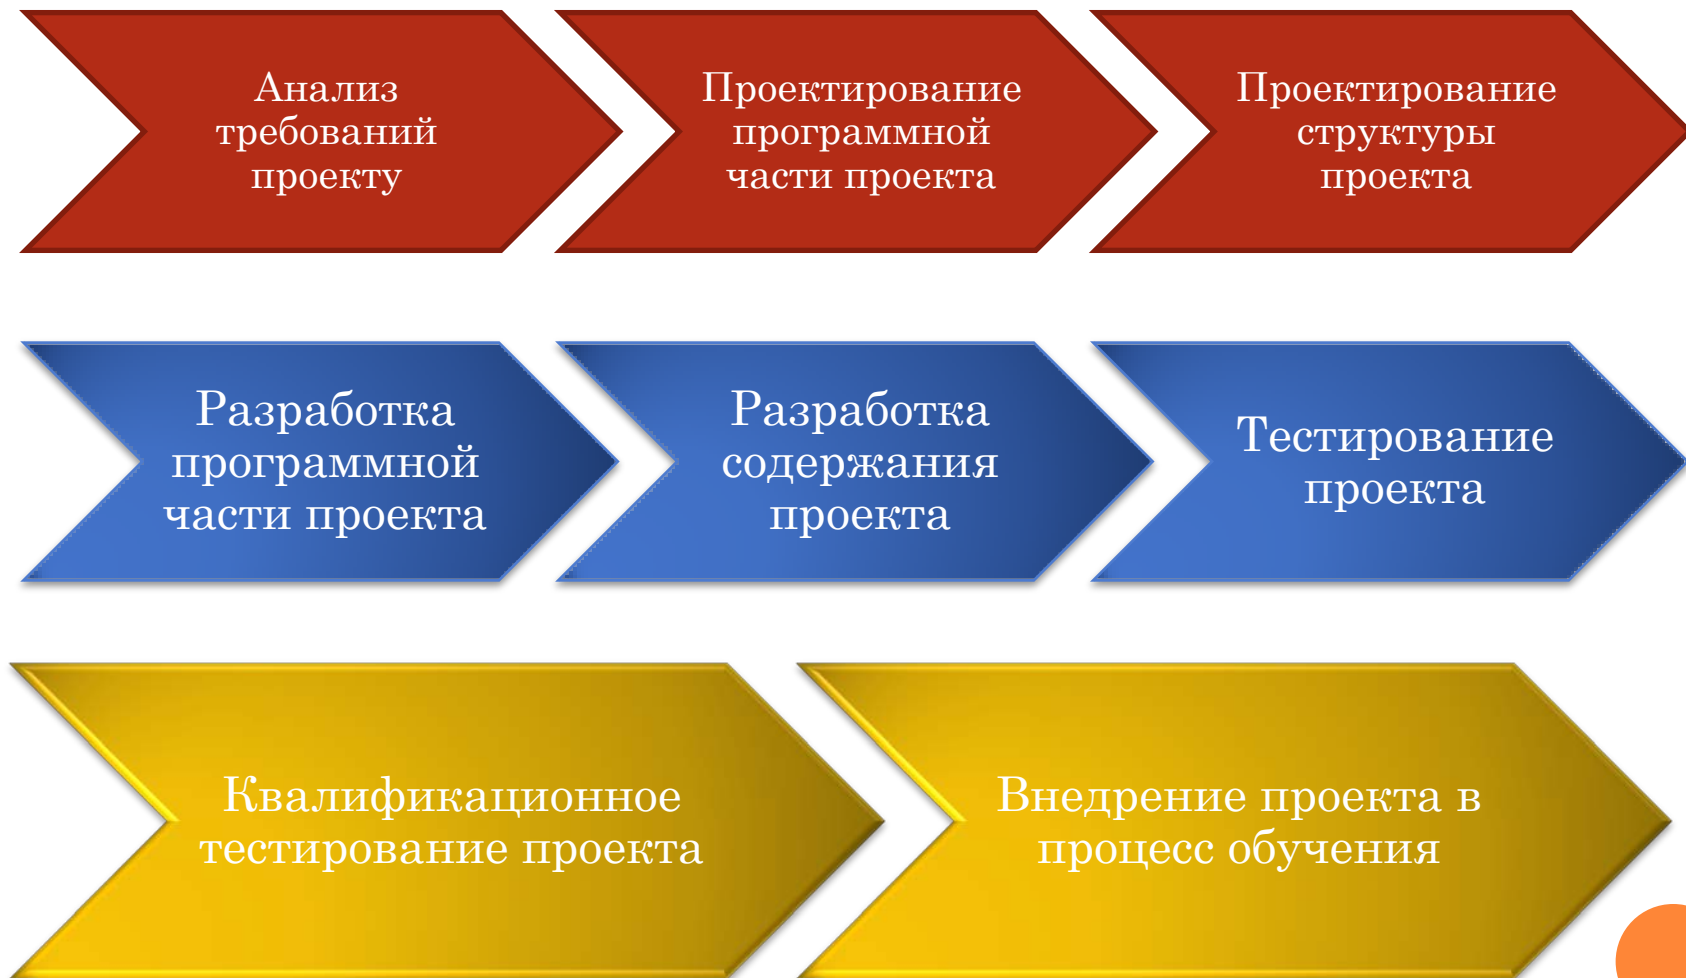 Анализ
требований
проекту
Проектирование
программной
части проекта
Проектирование
структуры
проекта
Разработка
программной
части проекта
Разработка
содержания
проекта
Тестирование
проекта
Квалификационное
тестирование проекта
Внедрение проекта в
процесс обучения